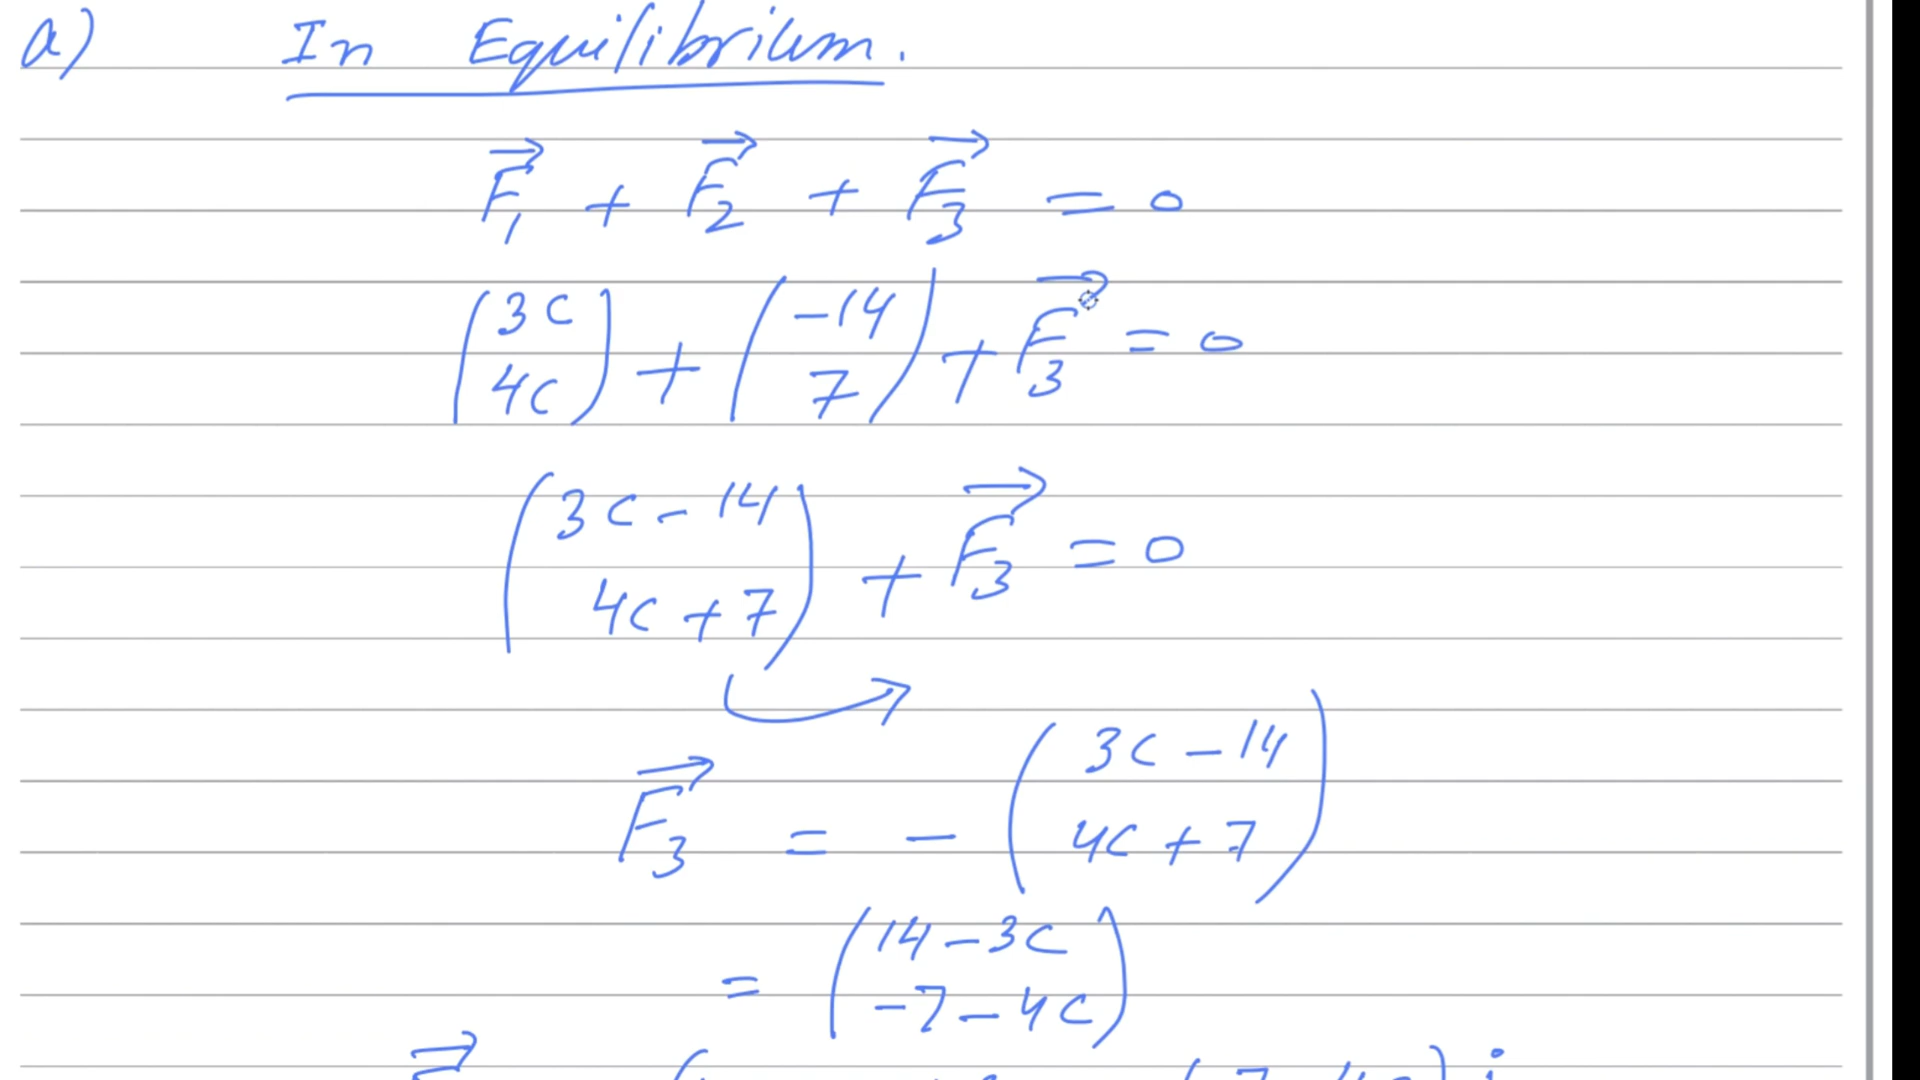 a) In Equilibrium.
F₁⃗ + F₂⃗ + F₃⃗ = 0
(3c 4c) + (-14 7) + F₃⃗ = 0
(3c - 14 4c + 7) + F₃⃗ = 0
F₃⃗ = - (3c - 14 4c + 7)
= (14 - 3c -7 - 4c)